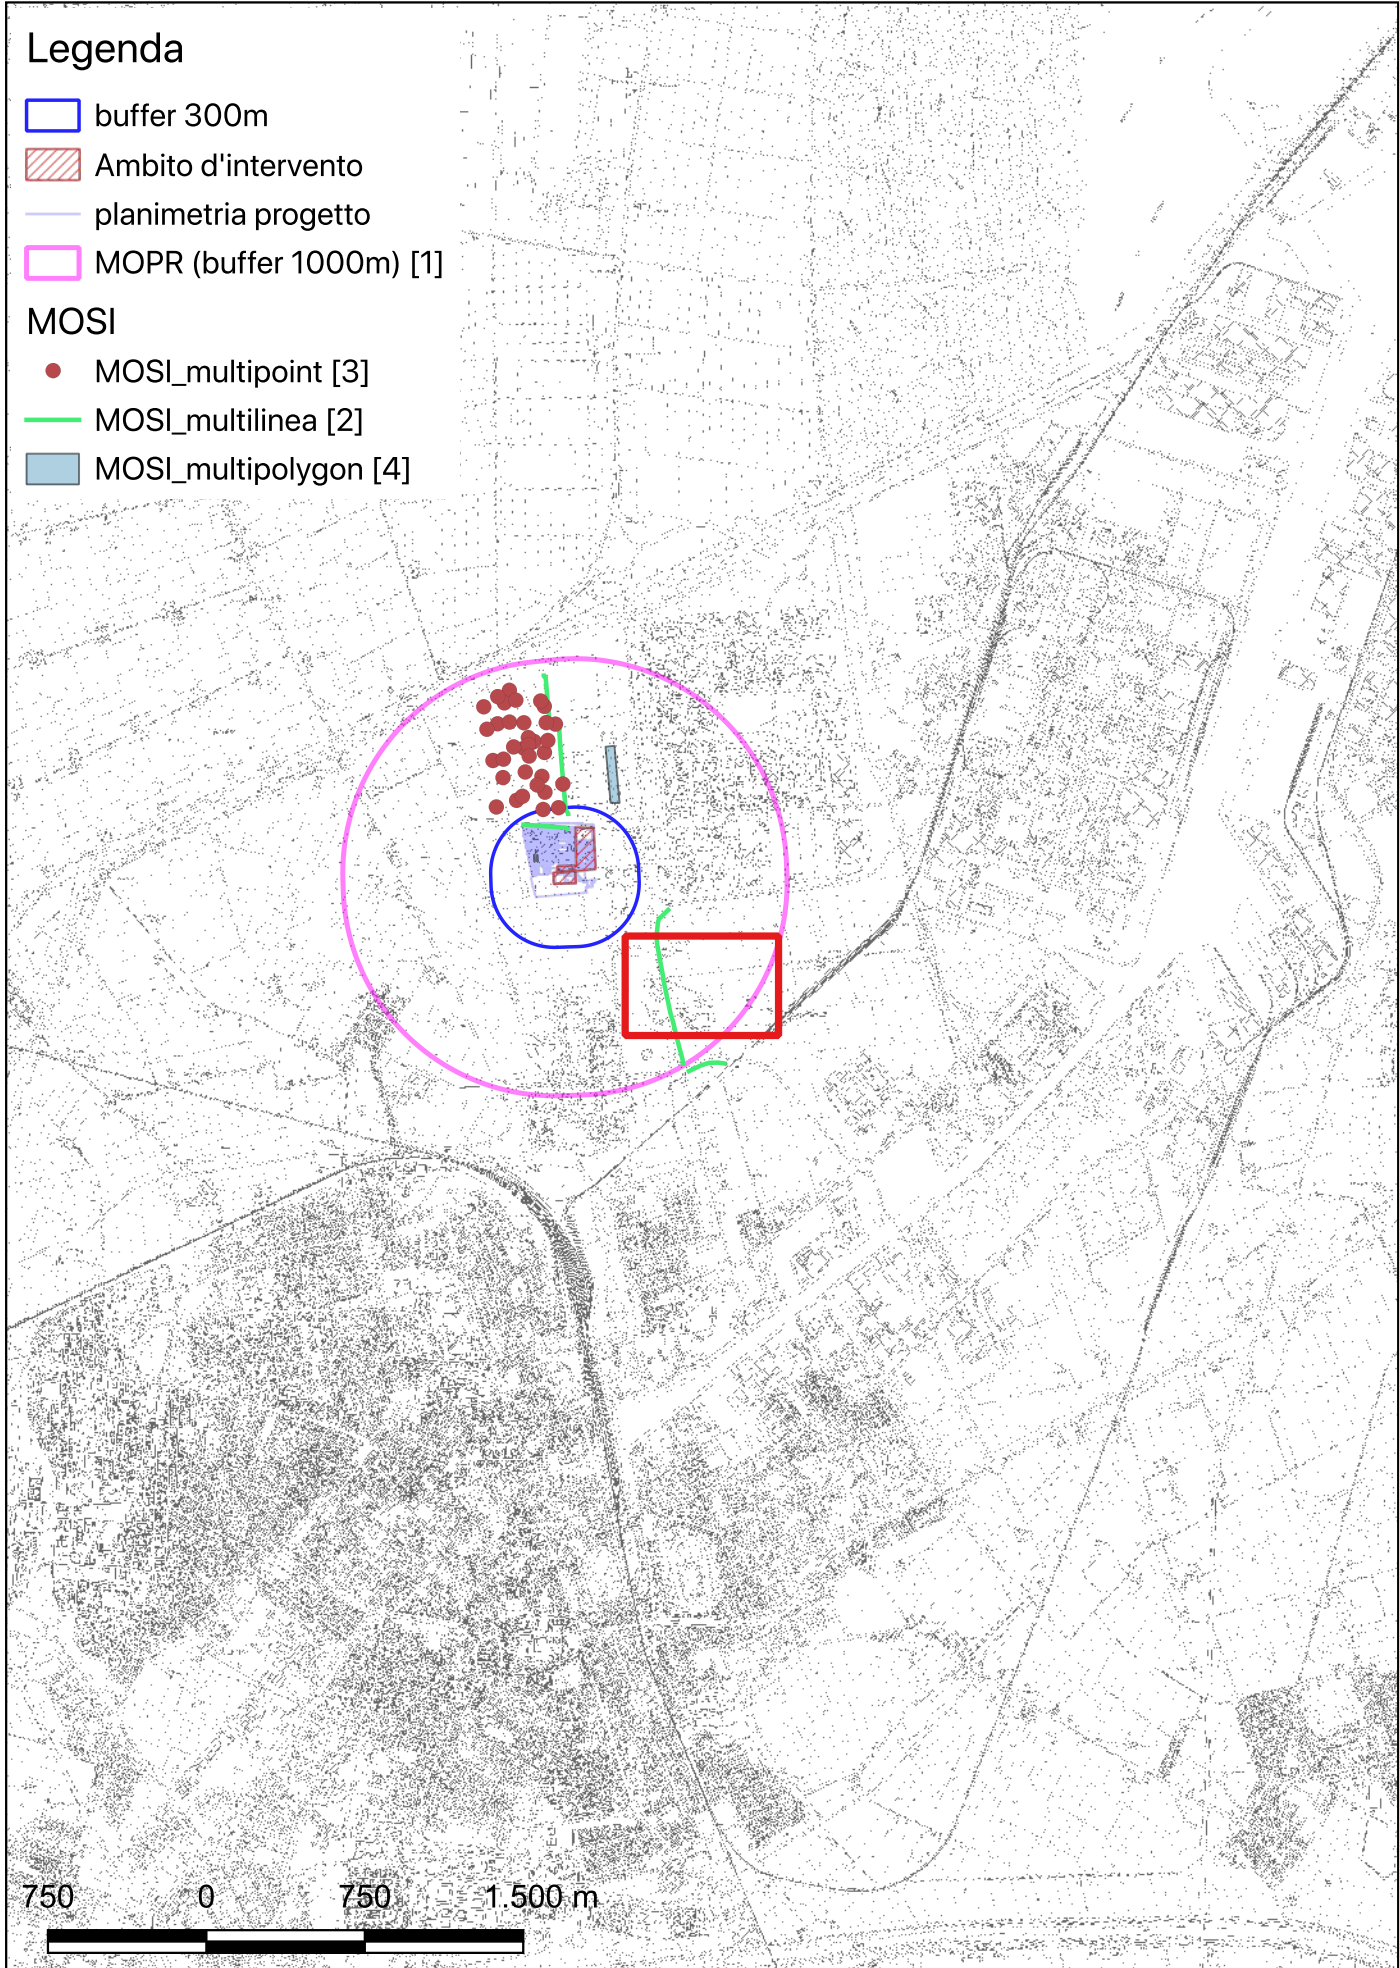 Legenda
buffer 300m
Ambito d'intervento
planimetria progetto
MOPR (buffer 1000m) [1]
MOSI
MOSI_multipoint [3]
MOSI_multilinea [2]
MOSI_multipolygon [4]
750 0 750 1.500 m